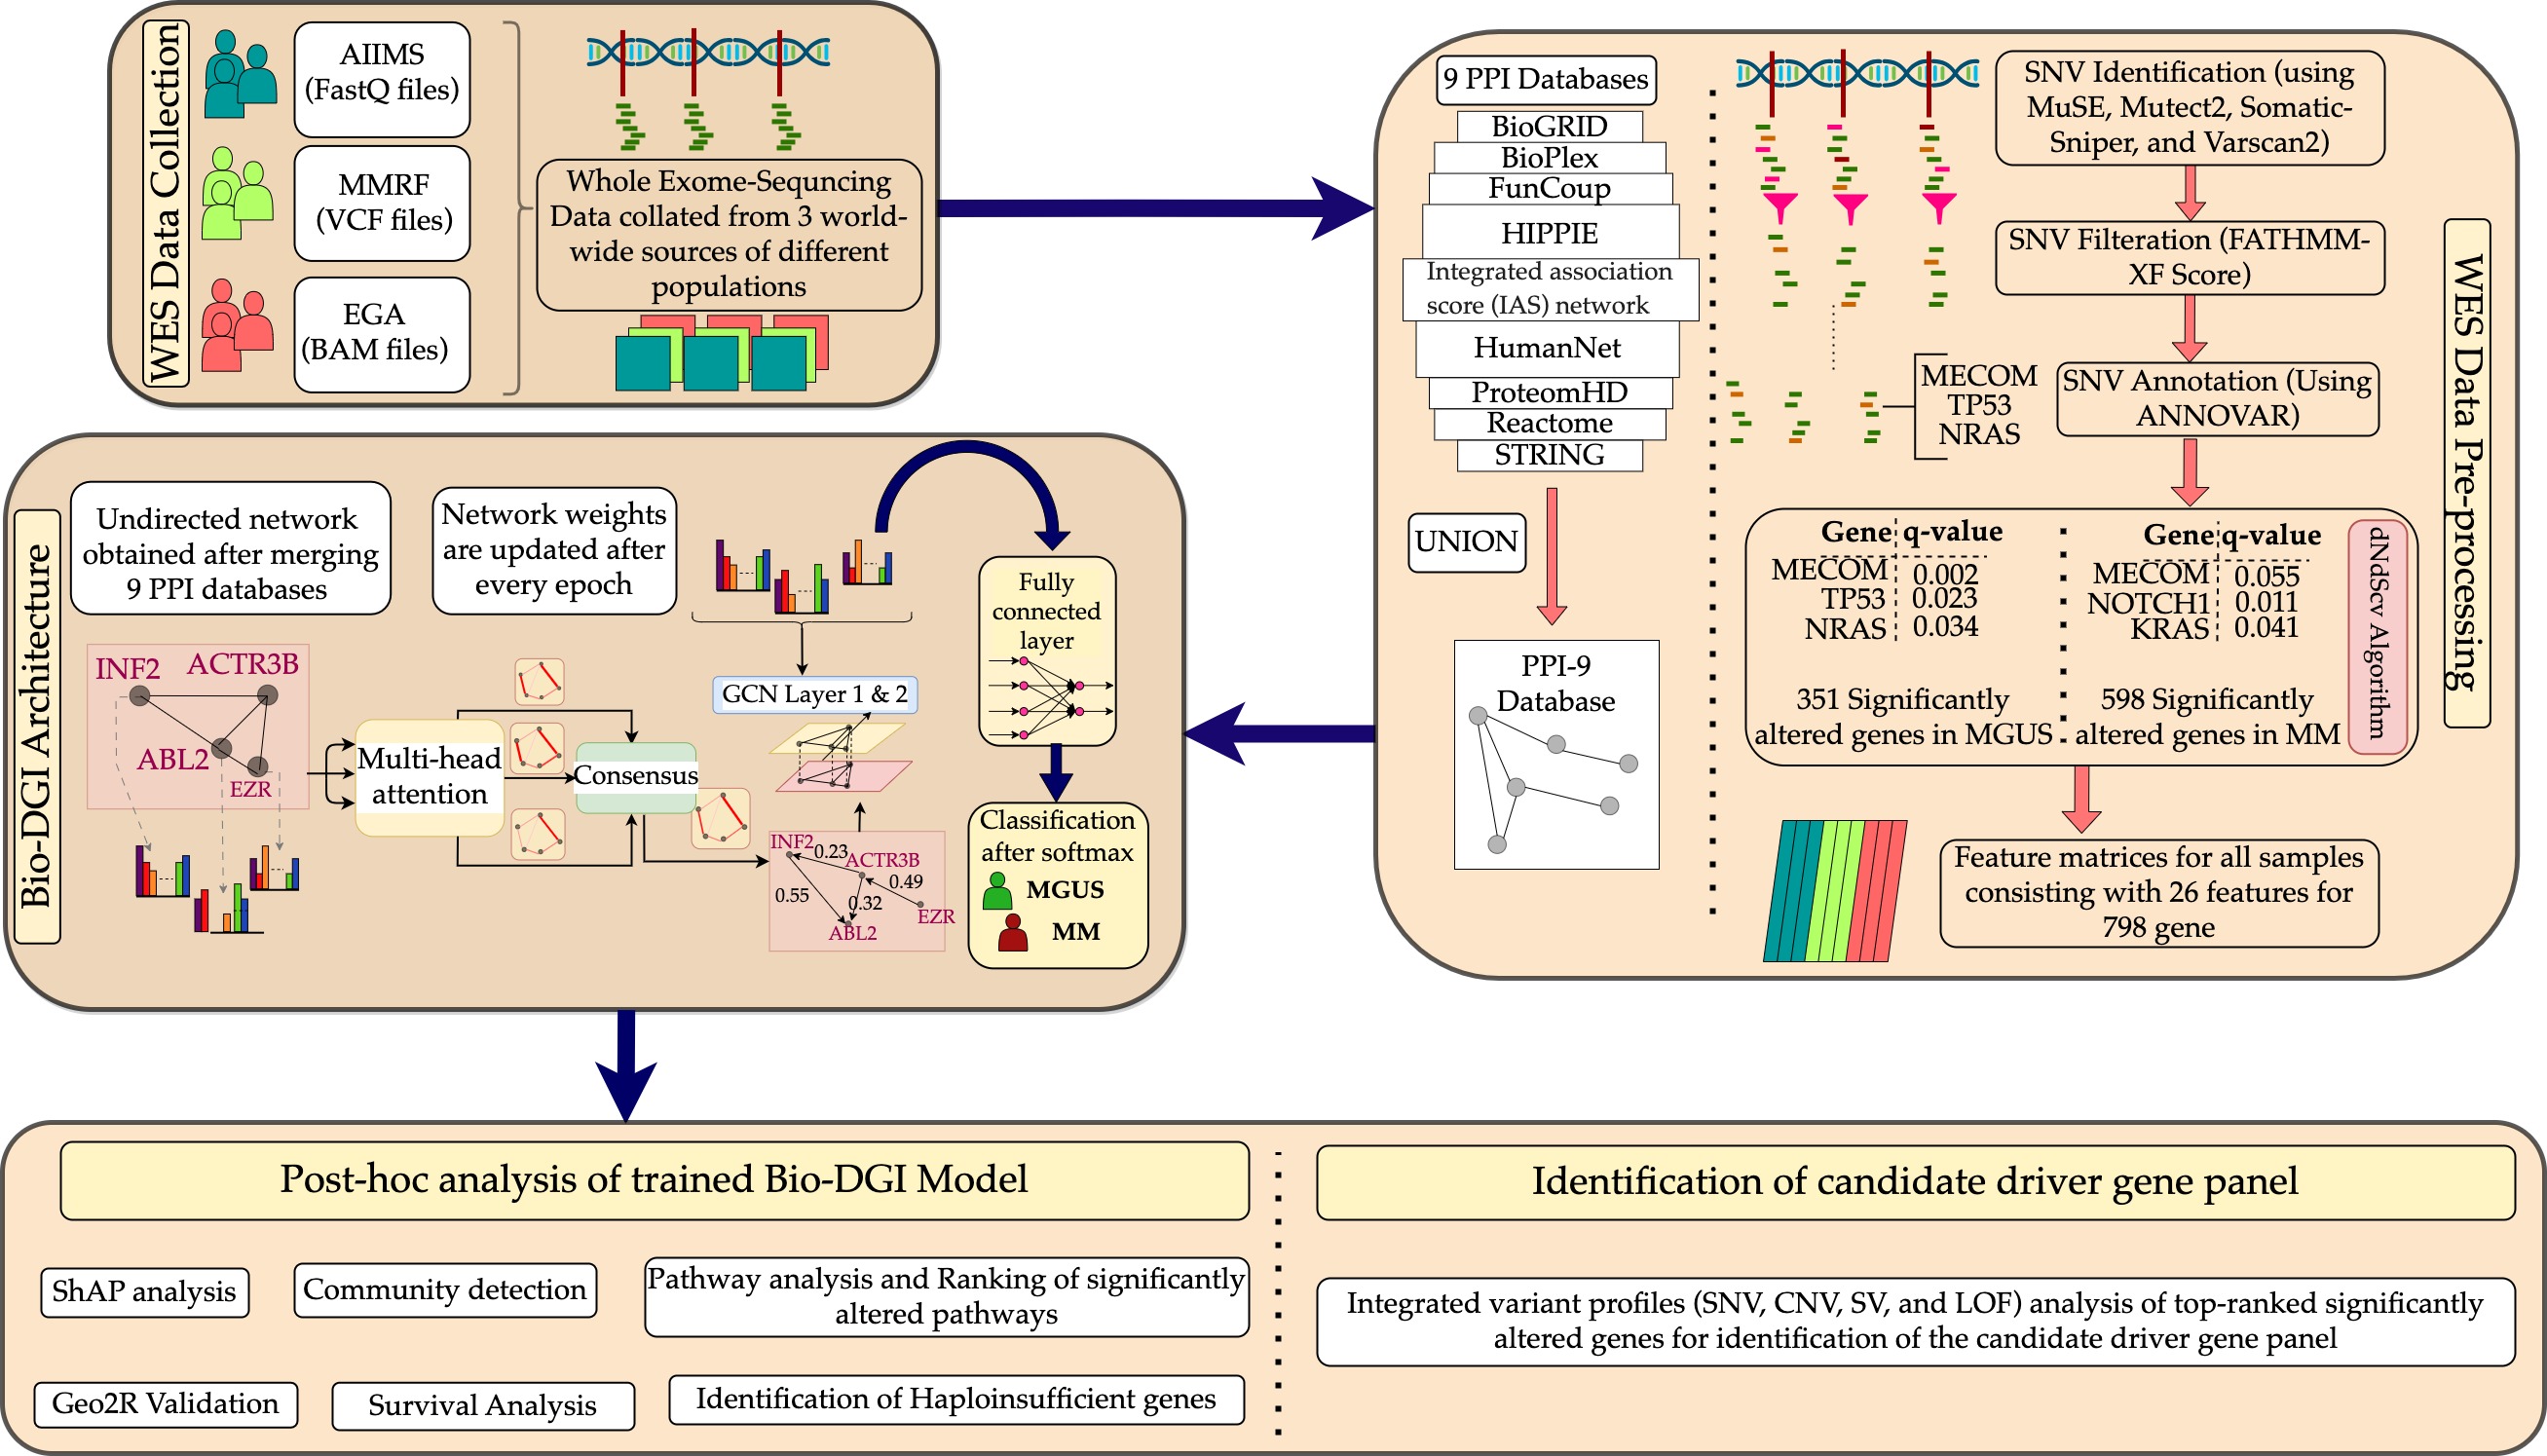 WES Data Collection
AIIMS
(FastQ files)
MMRF
(VCF files)
EGA
(BAM files)
Whole Exome-Sequncing
Data collated from 3 world-
wide sources of different
populations
9 PPI Databases
BioGRID
BioPlex
FunCoup
HIPPIE
Integrated association
score (IAS) network
HumanNet
ProteomHD
Reactome
STRING
UNION
PPI-9
Database
SNV Identification (using
MuSE, Mutect2, Somatic-
Sniper, and Varscan2)
SNV Filteration (FATHMM-
XF Score)
MECOM
TP53
NRAS
SNV Annotation (Using
ANNOVAR)
Gene q-value
MECOM 0.002
TP53 0.023
NRAS 0.034
351 Significantly
altered genes in MGUS
Gene q-value
MECOM 0.055
NOTCH1 0.011
KRAS 0.041
598 Significantly
altered genes in MM
dNdScv Algorithm
Feature matrices for all samples
consisting with 26 features for
798 gene
WES Data Pre-processing
Bio-DGI Architecture
Undirected network
obtained after merging
9 PPI databases
Network weights
are updated after
every epoch
INF2
ACTR3B
ABL2
EZR
Multi-head
attention
Consensus
GCN Layer 1 & 2
INF2
0.23
ACTR3B
0.49
0.55
0.32
EZR
ABL2
Fully
connected
layer
Classification
after softmax
MGUS
MM
Post-hoc analysis of trained Bio-DGI Model
ShAP analysis
Community detection
Pathway analysis and Ranking of significantly
altered pathways
Geo2R Validation
Survival Analysis
Identification of Haploinsufficient genes
Identification of candidate driver gene panel
Integrated variant profiles (SNV, CNV, SV, and LOF) analysis of top-ranked significantly
altered genes for identification of the candidate driver gene panel